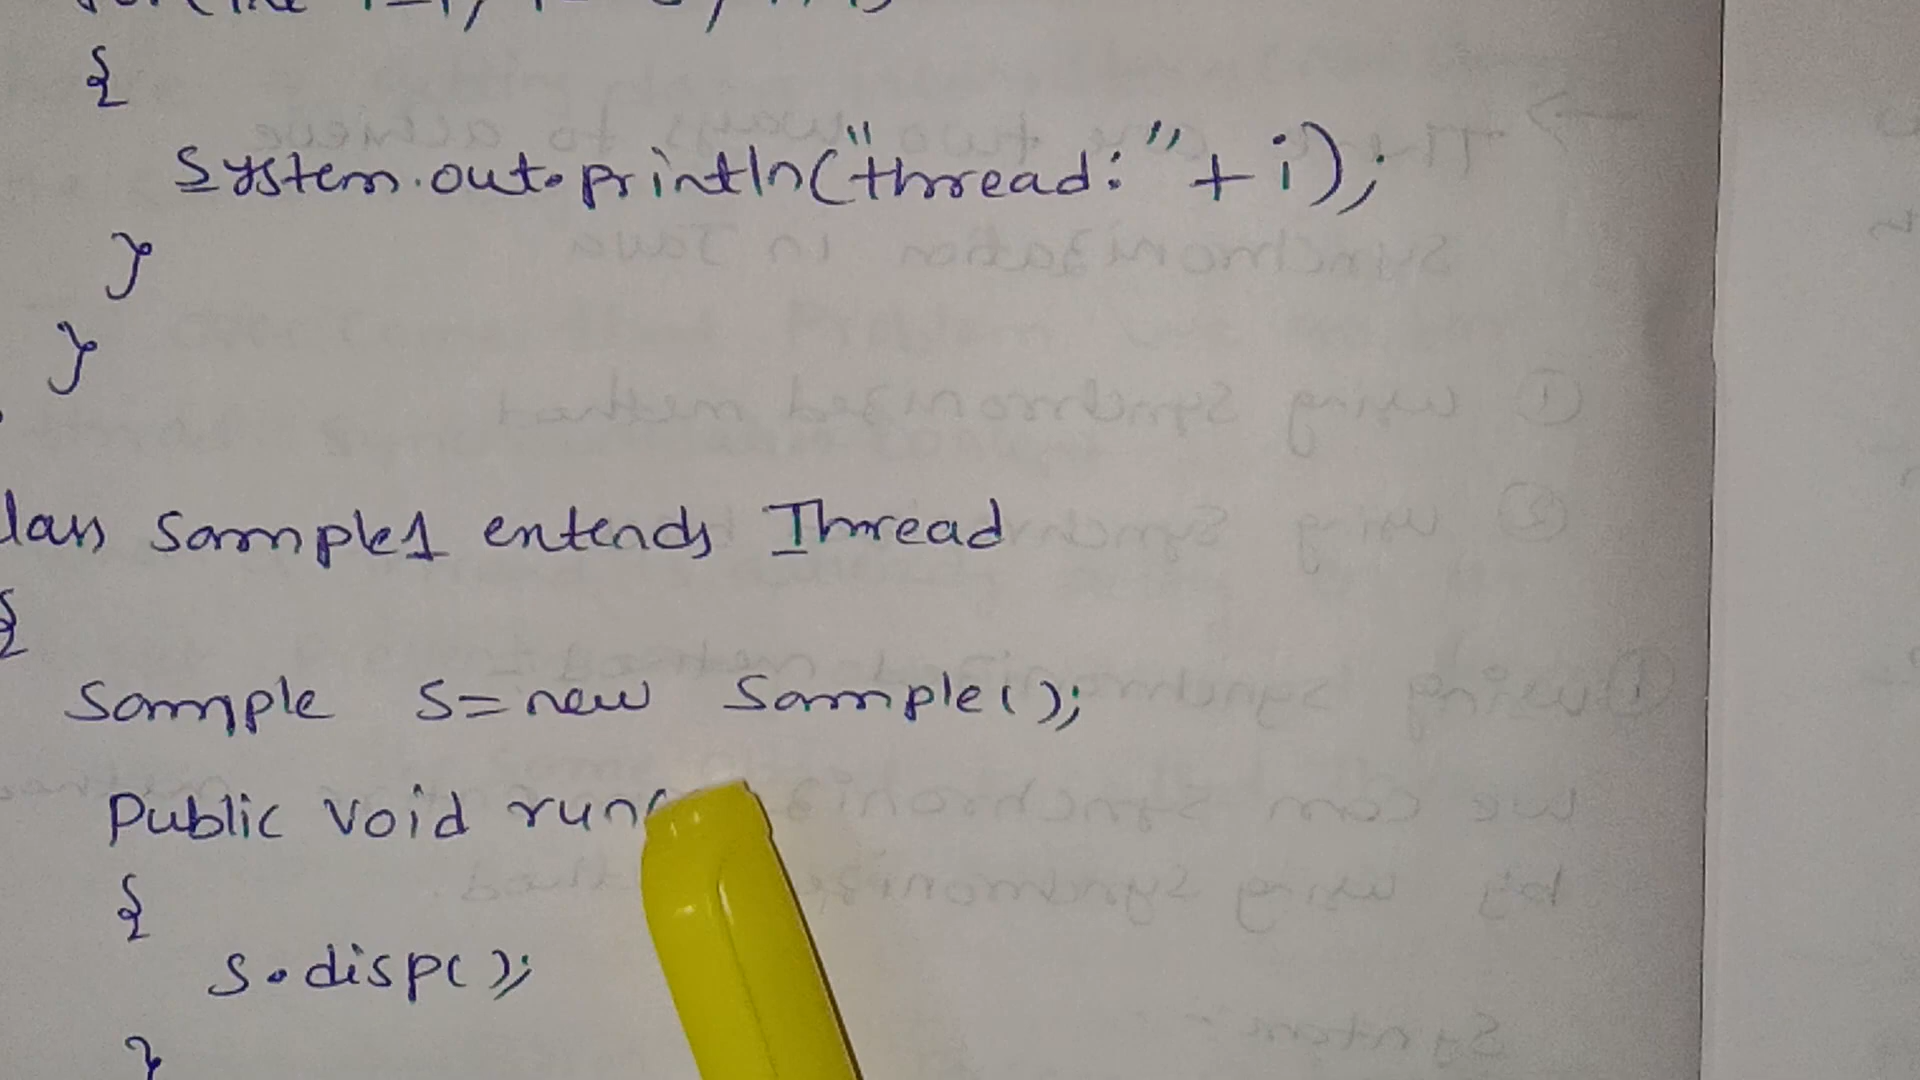 {
System.out.println("thread:"+i);
}
}
lass Sample1 extends Thread
{
Sample s=new Sample();
Public void run(
{
s.disp();
}